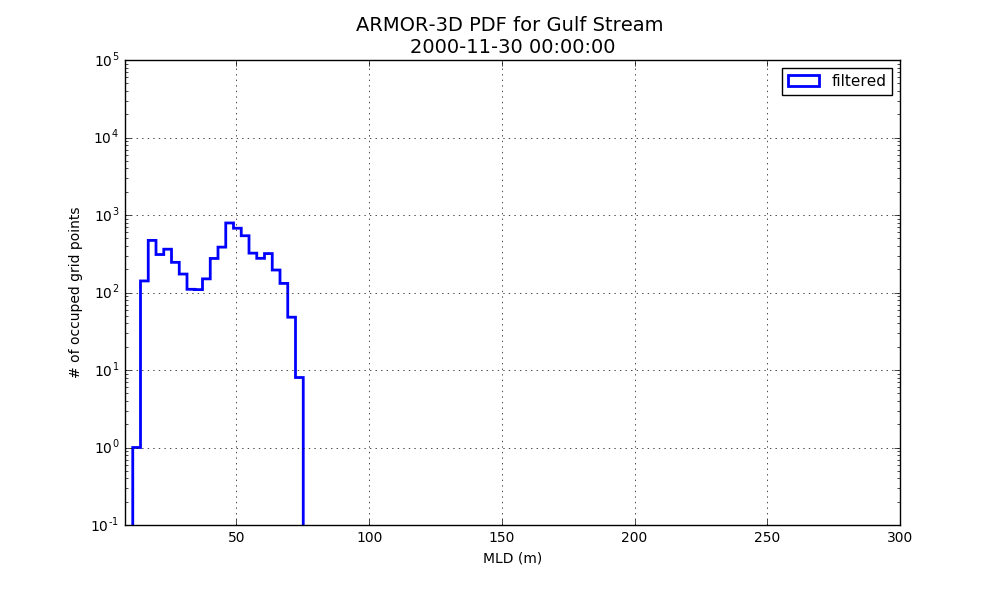 ARMOR-3D PDF for Gulf Stream
2000-11-30 00:00:00
filtered
10^5
10^4
10^3
10^2
10^1
10^0
10^-1
# of occuped grid points
50 100 150 200 250 300
MLD (m)